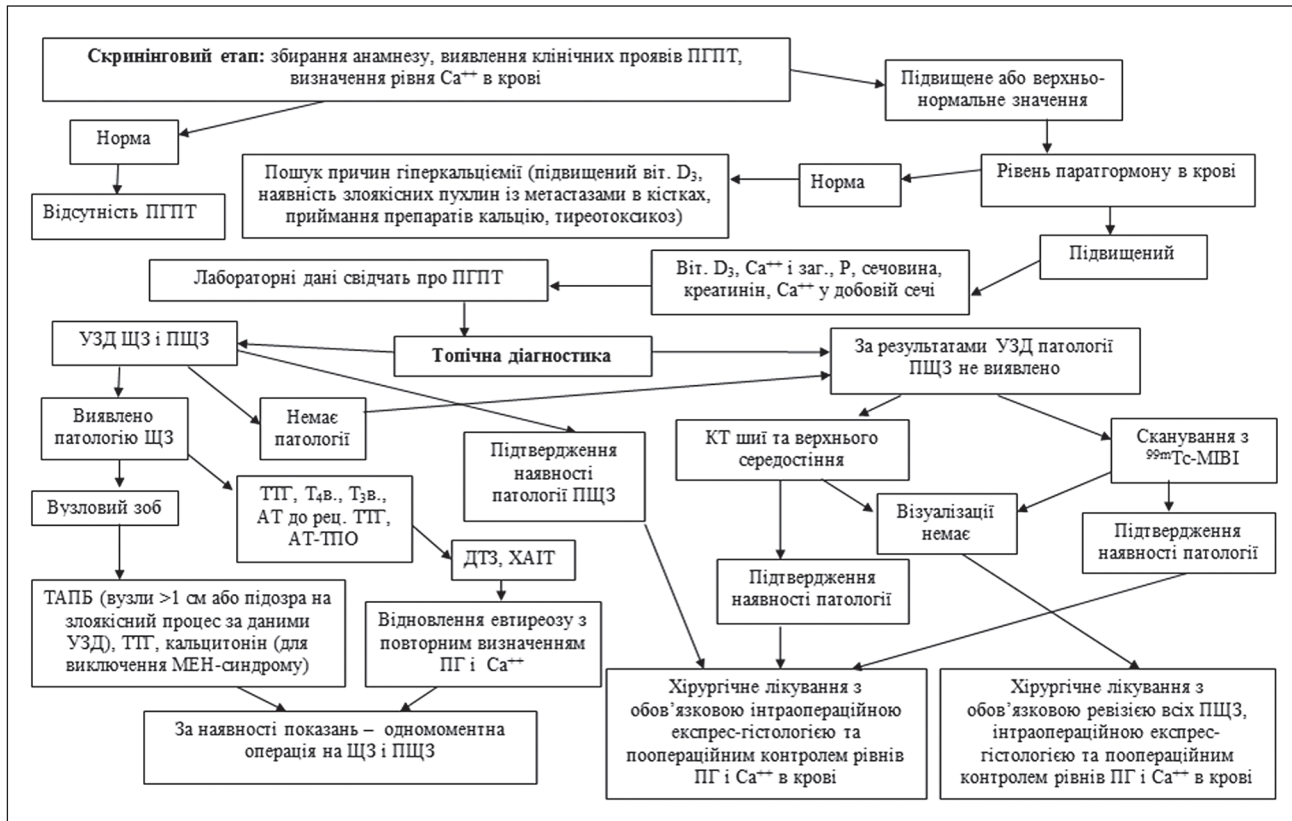 Скринінговий етап: збирання анамнезу, виявлення клінічних проявів ПГПТ,
визначення рівня Ca⁺⁺ в крові
Підвищене або верхньо-
нормальне значення
Норма
Пошук причин гіперкальціємії (підвищений віт. D₃,
наявність злоякісних пухлин із метастазами в кістках,
приймання препаратів кальцію, тиреотоксикоз)
Норма
Рівень паратгормону в крові
Відсутність ПГПТ
Підвищений
Лабораторні дані свідчать про ПГПТ
Віт. D₃, Ca⁺⁺ і заг., P, сечовина,
креатинін, Ca⁺⁺ у добовій сечі
УЗД ЩЗ і ПЩЗ
Топічна діагностика
За результатами УЗД патології
ПЩЗ не виявлено
Виявлено
патологію ЩЗ
Немає
патології
Підтвердження
наявності
патології ПЩЗ
КТ шиї та верхнього
середостіння
Сканування з
⁹⁹ᵐTc-MIBI
Вузловий зоб
ТТГ, Т₄в., Т₃в.,
АТ до рец. ТТГ,
АТ-ТПО
Візуалізації
немає
Підтвердження
наявності патології
ДТЗ, ХАІТ
Підтвердження
наявності патології
ТАПБ (вузли >1 см або підозра на
злоякісний процес за даними
УЗД), ТТГ, кальцитонін (для
виключення МЕН-синдрому)
Відновлення евтиреозу з
повторним визначенням
ПГ і Ca⁺⁺
За наявності показань – одномоментна
операція на ЩЗ і ПЩЗ
Хірургічне лікування з
обов’язковою інтраопераційною
експрес-гістологією та
поопераційним контролем рівнів
ПГ і Ca⁺⁺ в крові
Хірургічне лікування з
обов’язковою ревізією всіх ПЩЗ,
інтраопераційною експрес-
гістологією та поопераційним
контролем рівнів ПГ і Ca⁺⁺ в крові